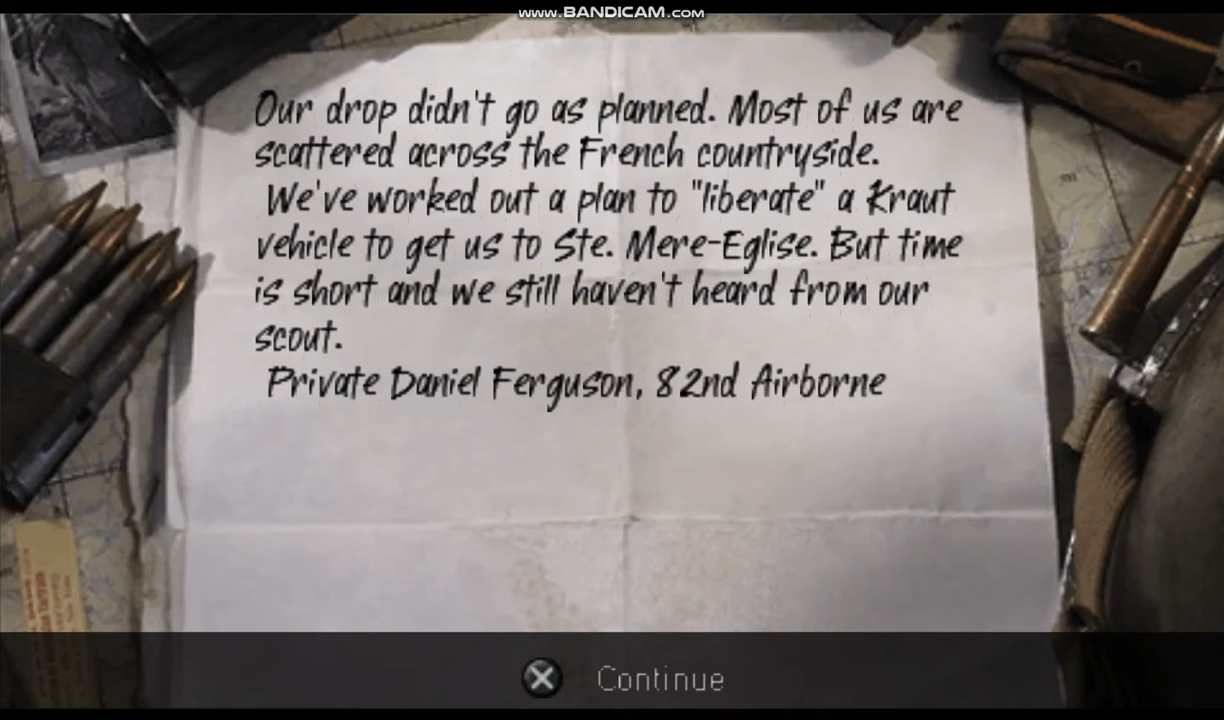 www.BANDICAM.com
Our drop didn't go as planned. Most of us are
scattered across the French countryside.
We've worked out a plan to "liberate" a Kraut
vehicle to get us to Ste. Mere-Eglise. But time
is short and we still haven't heard from our
scout.
Private Daniel Ferguson, 82nd Airborne
Continue